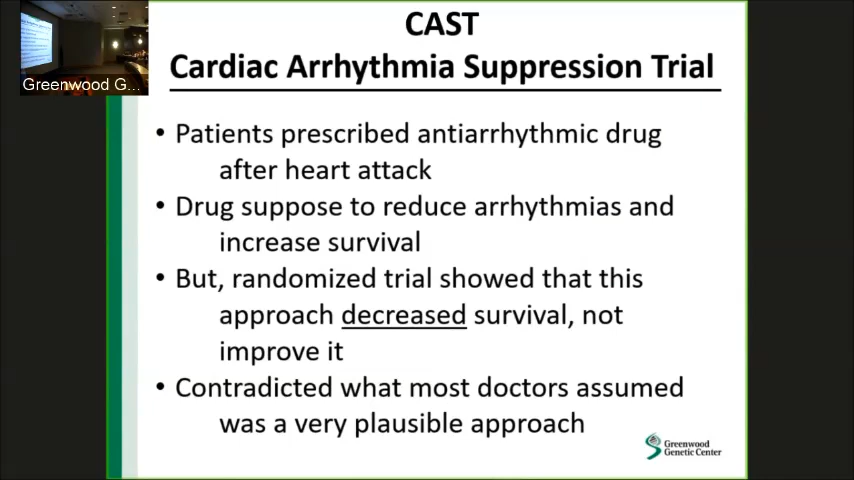 CAST
Cardiac Arrhythmia Suppression Trial
• Patients prescribed antiarrhythmic drug
after heart attack
• Drug suppose to reduce arrhythmias and
increase survival
• But, randomized trial showed that this
approach decreased survival, not
improve it
• Contradicted what most doctors assumed
was a very plausible approach
Greenwood
Genetic Center
Greenwood G...